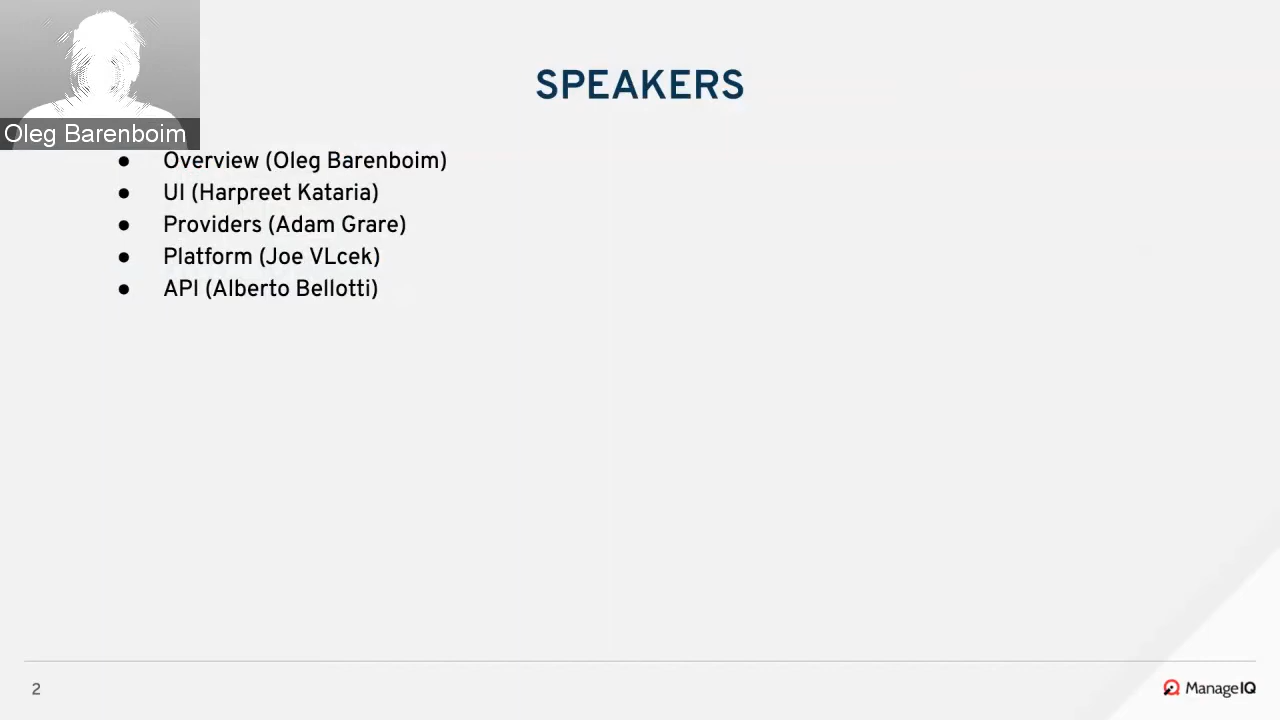 Oleg Barenboim
SPEAKERS
● Overview (Oleg Barenboim)
● UI (Harpreet Kataria)
● Providers (Adam Grare)
● Platform (Joe VLcek)
● API (Alberto Bellotti)
2
ManageIQ